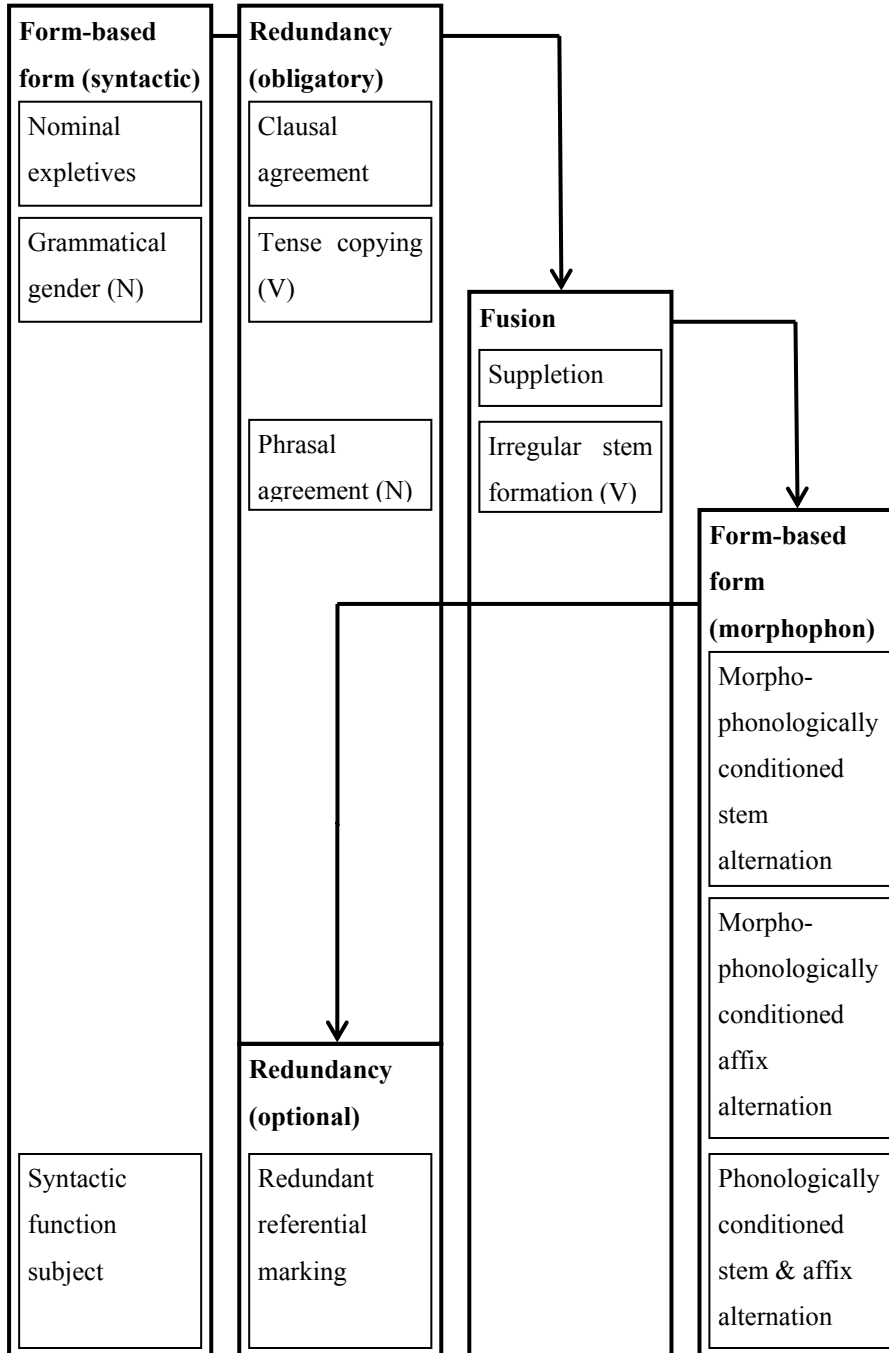 Form-based
form (syntactic)
Nominal
expletives
Grammatical
gender (N)
Syntactic
function
subject
Redundancy
(obligatory)
Clausal
agreement
Tense copying
(V)
Phrasal
agreement (N)
Redundancy
(optional)
Redundant
referential
marking
Fusion
Suppletion
Irregular stem
formation (V)
Form-based
form
(morphophon)
Morpho-
phonologically
conditioned
stem
alternation
Morpho-
phonologically
conditioned
affix
alternation
Phonologically
conditioned
stem & affix
alternation